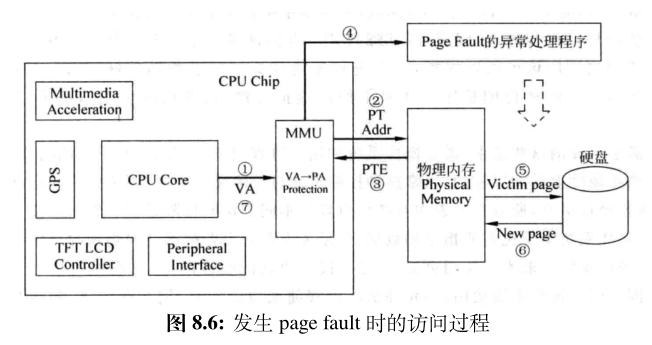 ④
Page Fault的异常处理程序
CPU Chip
Multimedia
Acceleration
GPS
CPU Core
①
VA
⑦
MMU
VA→PA
Protection
②
PT
Addr
PTE
③
物理内存
Physical
Memory
硬盘
⑤
Victim page
New page
⑥
TFT LCD
Controller
Peripheral
Interface
图 8.6: 发生 page fault 时的访问过程